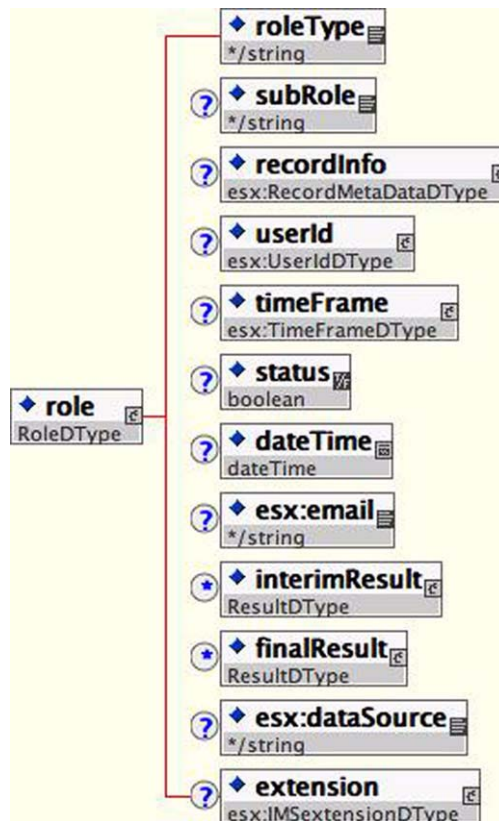 roleType
*/string
?
subRole
*/string
?
recordInfo
esx:RecordMetaDataDType
?
userId
esx:UserIdDType
?
timeFrame
esx:TimeFrameDType
?
status
boolean
role
RoleDType
?
dateTime
dateTime
?
esx:email
*/string
*
interimResult
ResultDType
*
finalResult
ResultDType
?
esx:dataSource
*/string
?
extension
esx:IMSextensionDType